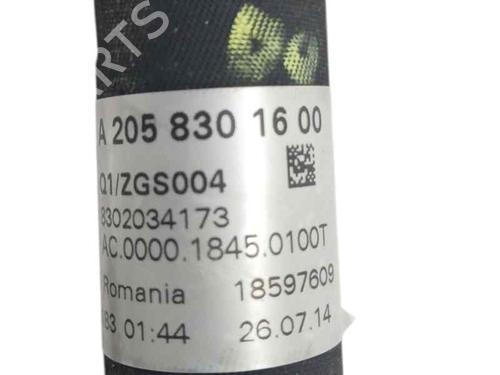 PARTS
A 205 830 16 00
Q1/ZGS004
8302034173
AC.0000.1845.0100T
Romania 18597609
83 01:44 26.07.14